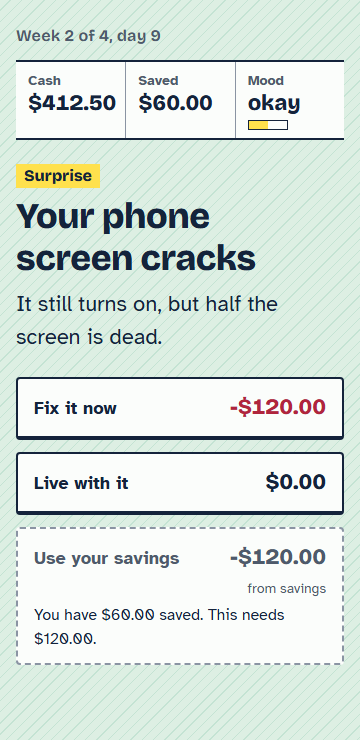 Week 2 of 4, day 9
Cash
$412.50
Saved
$60.00
Mood
okay
Surprise
Your phone
screen cracks
It still turns on, but half the
screen is dead.
Fix it now
-$120.00
Live with it
$0.00
Use your savings
-$120.00
from savings
You have $60.00 saved. This needs
$120.00.